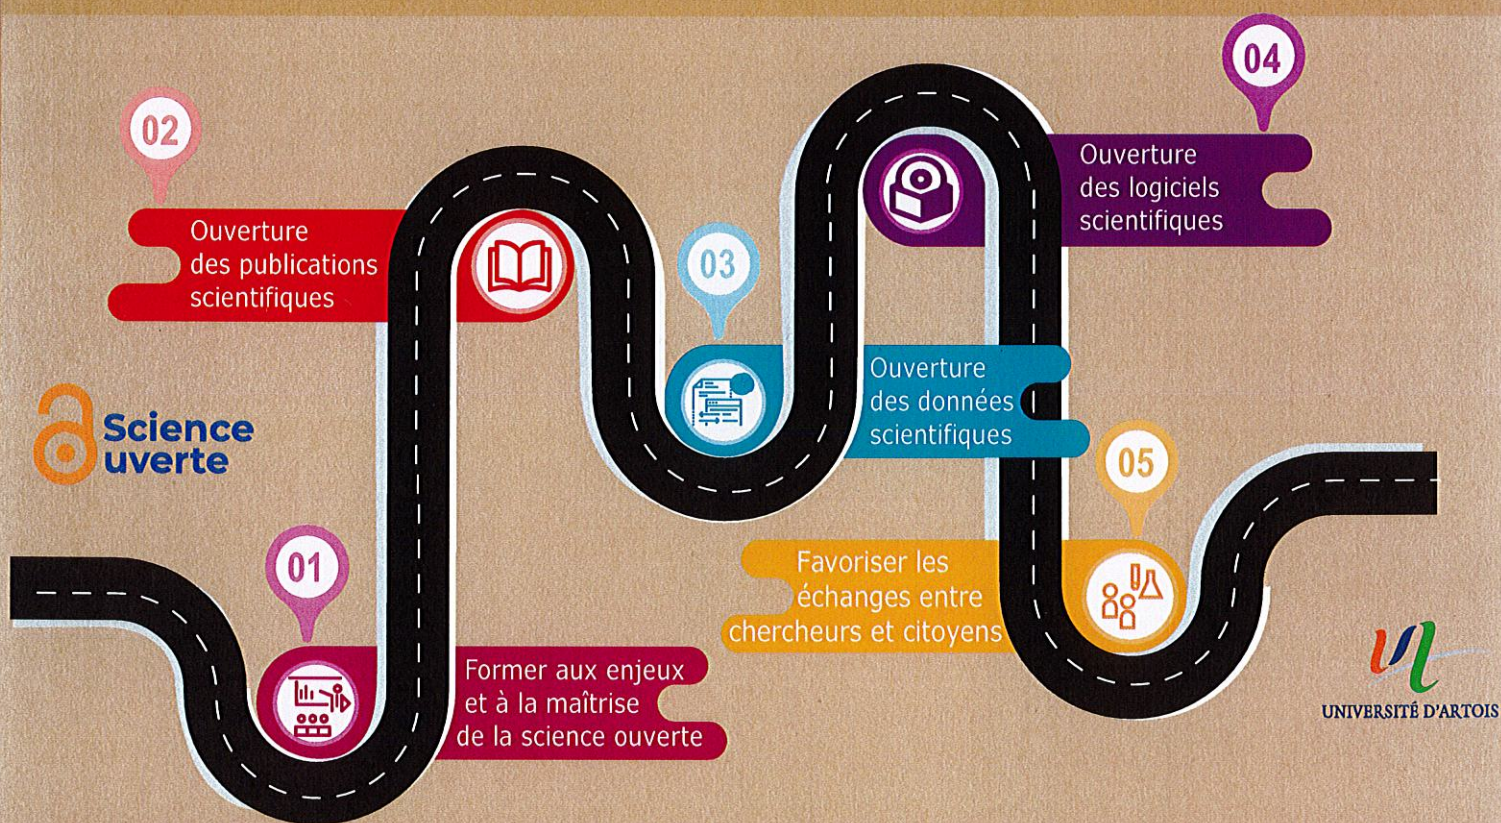 01
Former aux enjeux
et à la maîtrise
de la science ouverte
02
Ouverture
des publications
scientifiques
03
Ouverture
des données
scientifiques
04
Ouverture
des logiciels
scientifiques
05
Favoriser les
échanges entre
chercheurs et citoyens
Science
uverte
UNIVERSITÉ D'ARTOIS